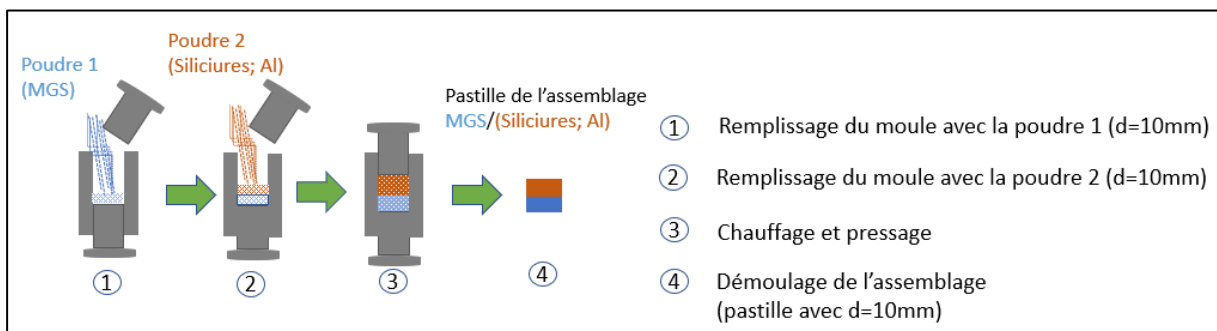 Poudre 1
(MGS)
Poudre 2
(Siliciures; Al)
Pastille de l’assemblage
MGS/(Siliciures; Al)
1
2
3
4
1 Remplissage du moule avec la poudre 1 (d=10mm)
2 Remplissage du moule avec la poudre 2 (d=10mm)
3 Chauffage et pressage
4 Démoulage de l’assemblage
(pastille avec d=10mm)